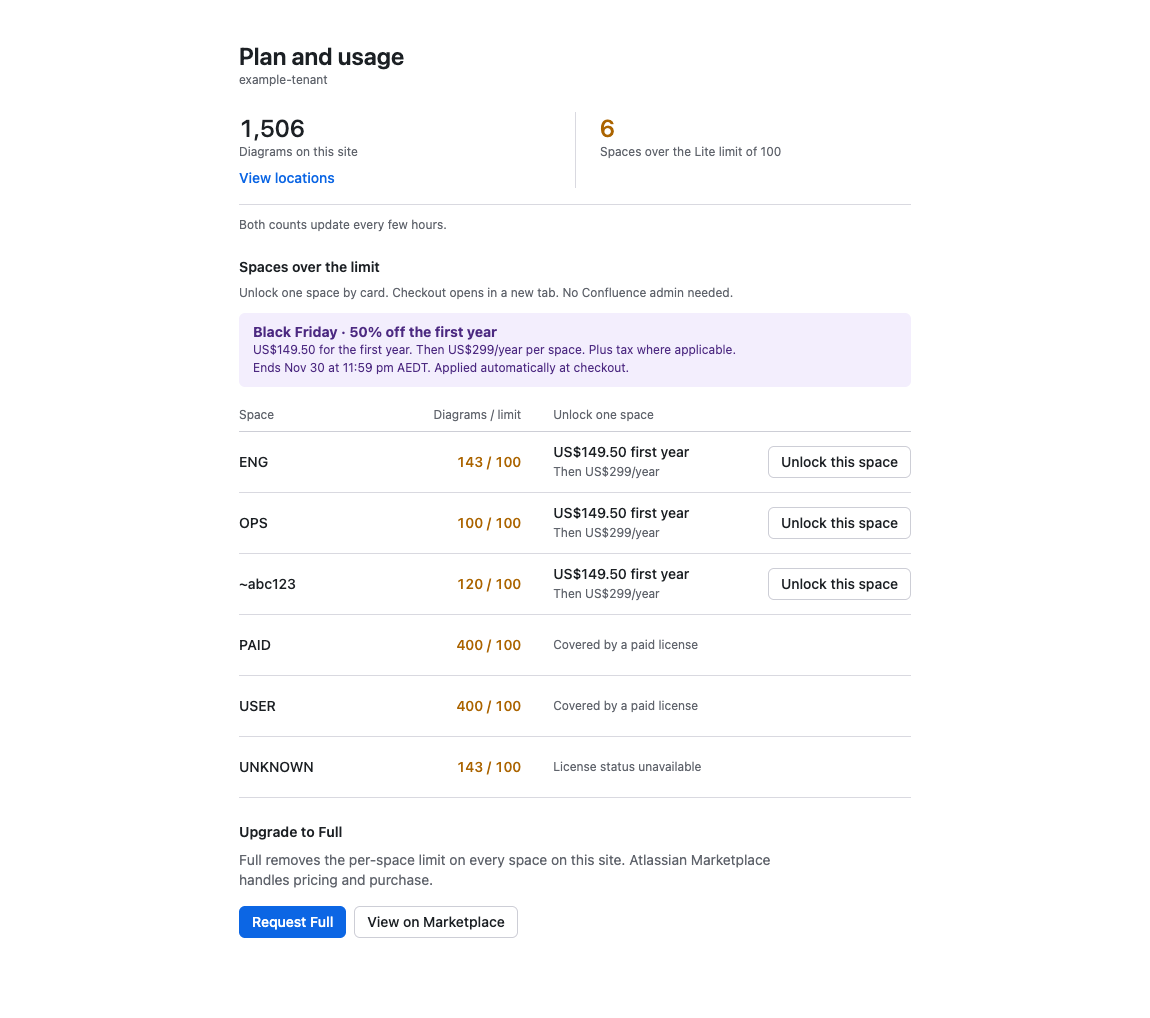 Plan and usage
example-tenant
1,506
Diagrams on this site
View locations
6
Spaces over the Lite limit of 100
Both counts update every few hours.
Spaces over the limit
Unlock one space by card. Checkout opens in a new tab. No Confluence admin needed.
Black Friday · 50% off the first year
US$149.50 for the first year. Then US$299/year per space. Plus tax where applicable.
Ends Nov 30 at 11:59 pm AEDT. Applied automatically at checkout.
Space Diagrams / limit Unlock one space
ENG 143 / 100 US$149.50 first year
Then US$299/year
Unlock this space
OPS 100 / 100 US$149.50 first year
Then US$299/year
Unlock this space
~abc123 120 / 100 US$149.50 first year
Then US$299/year
Unlock this space
PAID 400 / 100 Covered by a paid license
USER 400 / 100 Covered by a paid license
UNKNOWN 143 / 100 License status unavailable
Upgrade to Full
Full removes the per-space limit on every space on this site. Atlassian Marketplace
handles pricing and purchase.
Request Full View on Marketplace